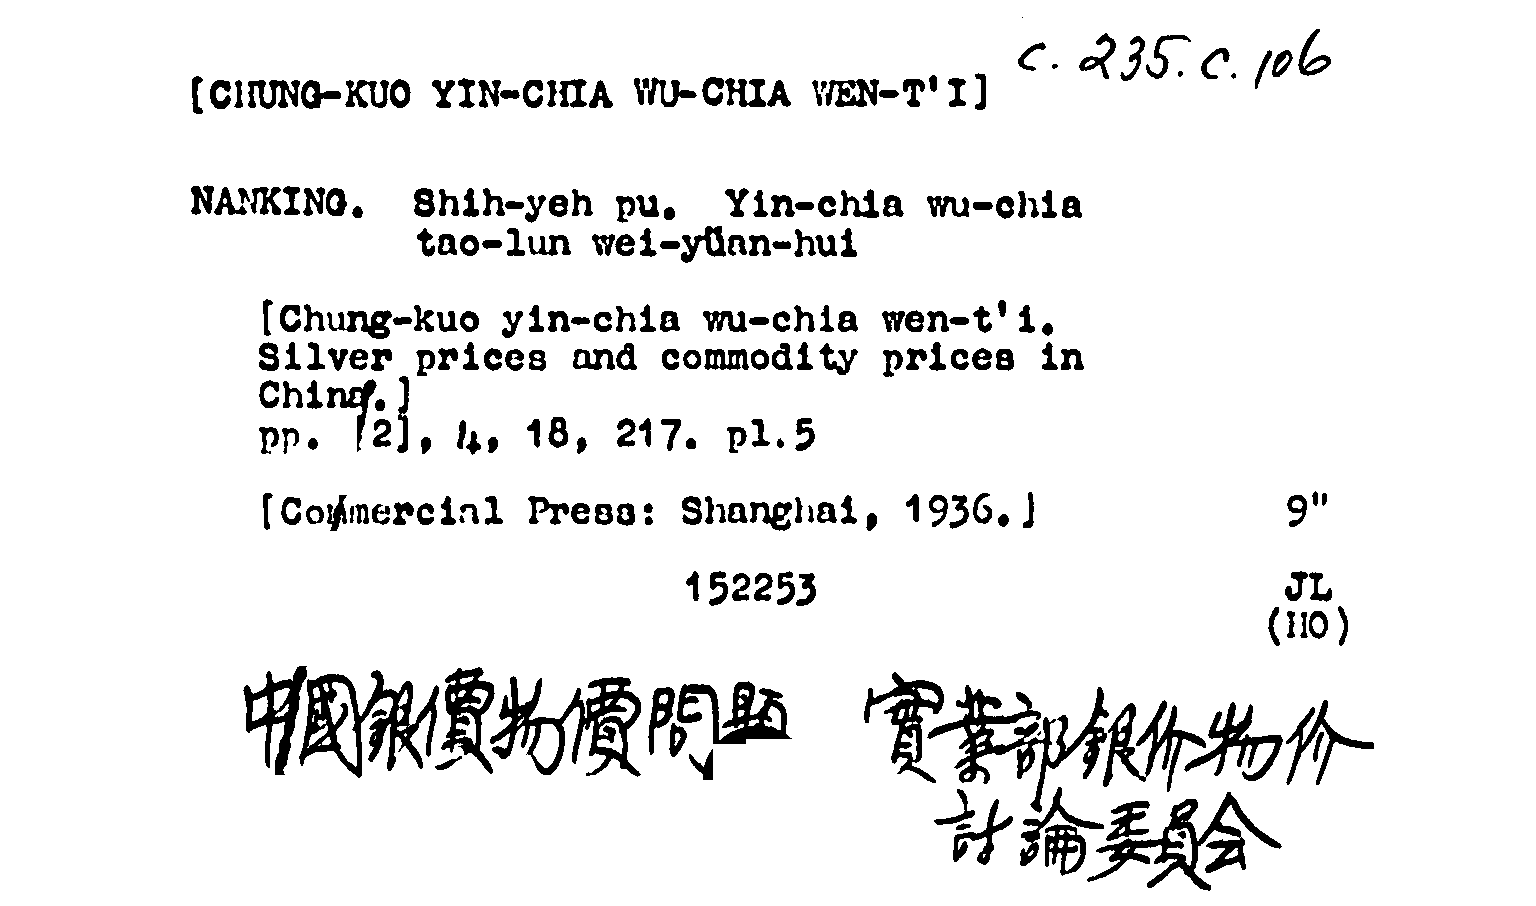 c. 235. c. 106
[CHUNG-KUO YIN-CHIA WU-CHIA WEN-T'I]
NANKING. Shih-yeh pu. Yin-chia wu-chia
tao-lun wei-yüan-hui
[Chung-kuo yin-chia wu-chia wen-t'i.
Silver prices and commodity prices in
China.]
pp. [2], 4, 18, 217. pl.5
[Commercial Press: Shanghai, 1936.] 9"
152253 JL
(HO)
中國銀價物價問題 實業部銀价物价
討論委員会